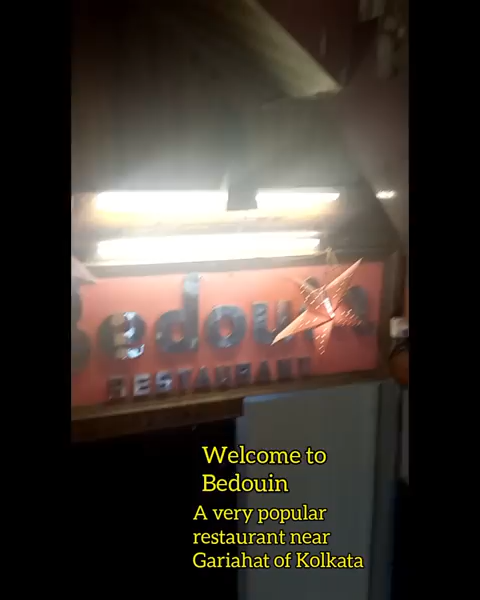 Bedouin
RESTAURANT
Welcome to
Bedouin
A very popular
restaurant near
Gariahat of Kolkata